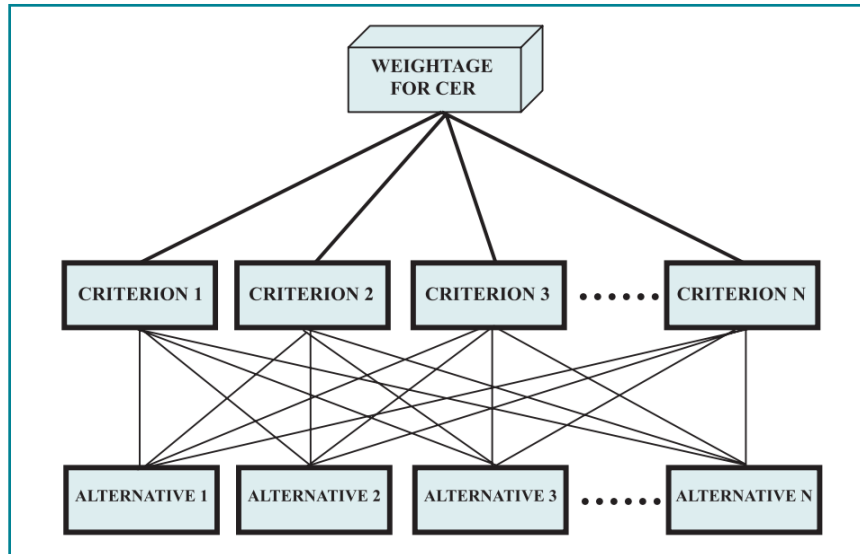 WEIGHTAGE
FOR CER
CRITERION 1
CRITERION 2
CRITERION 3
CRITERION N
ALTERNATIVE 1
ALTERNATIVE 2
ALTERNATIVE 3
ALTERNATIVE N